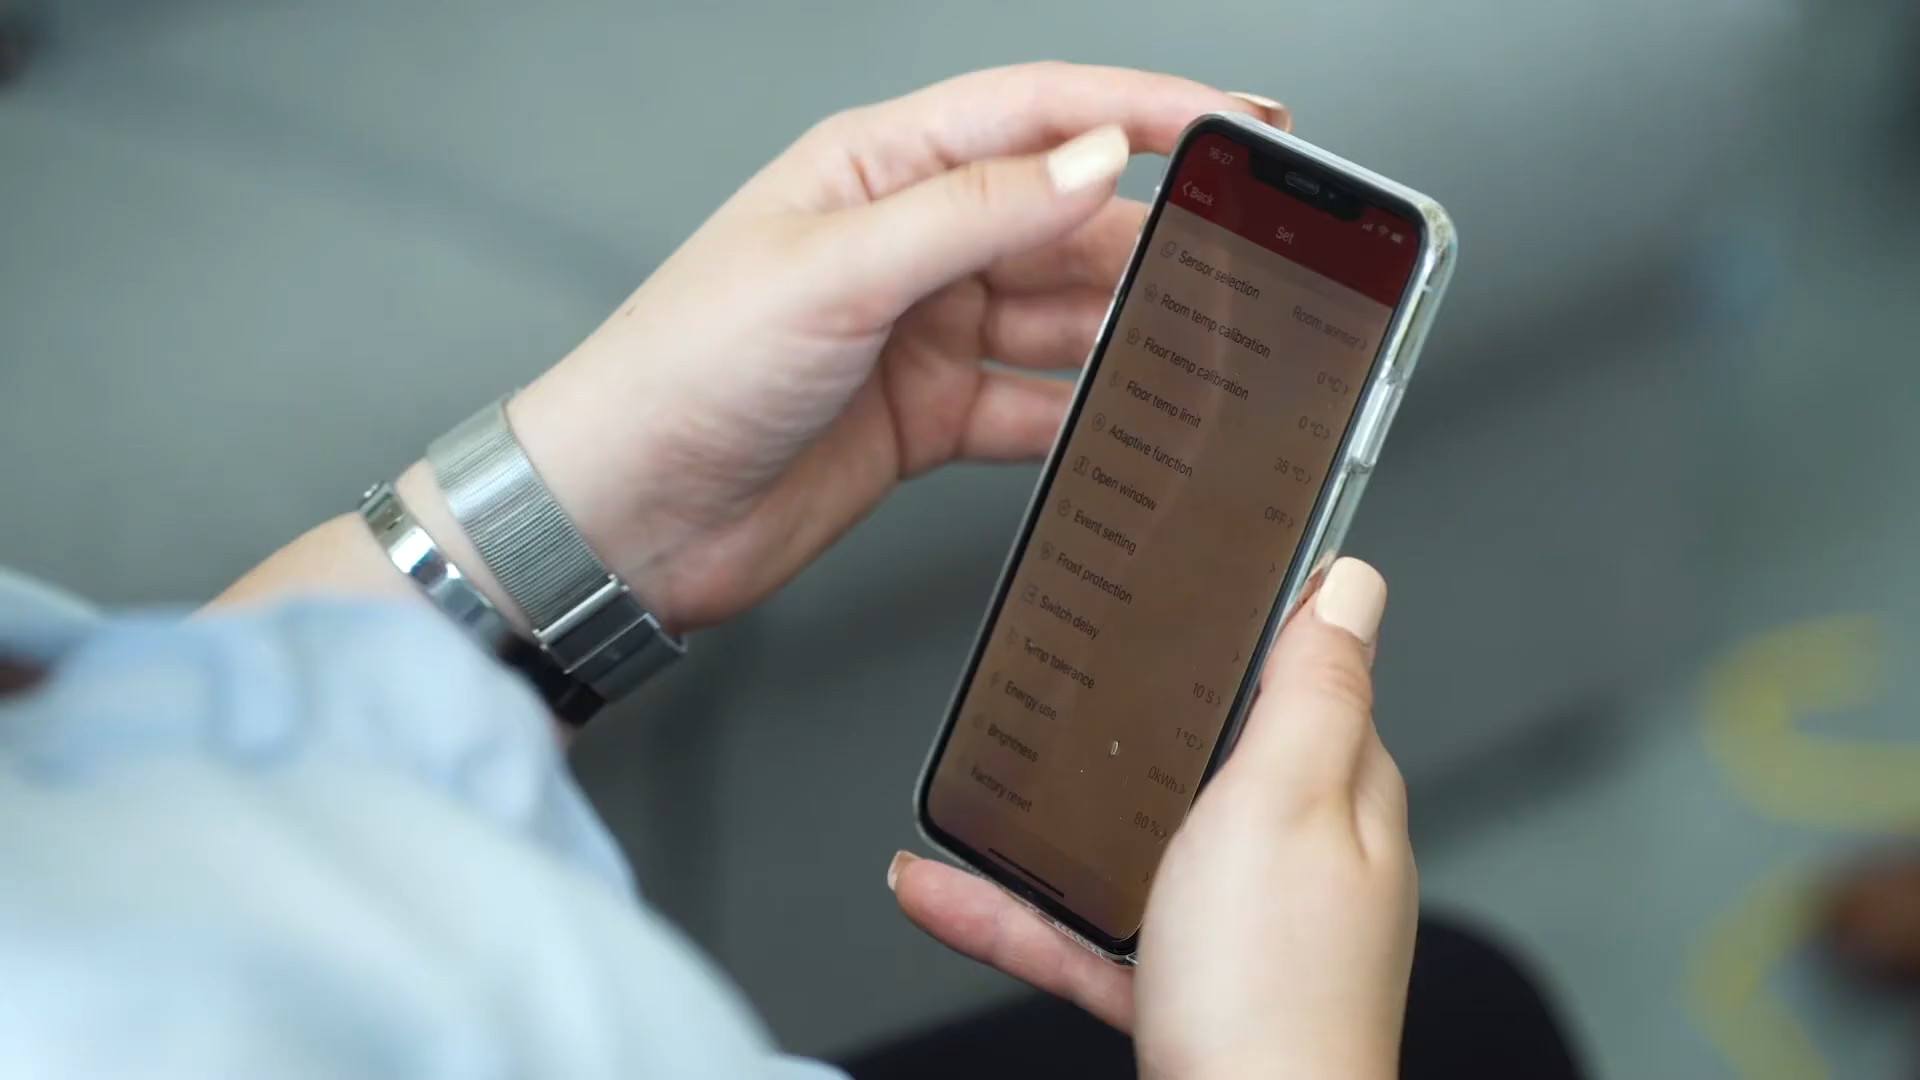 16:27
Back
Set
Sensor selection Room sensor
Room temp calibration 0 °C
Floor temp calibration 0 °C
Floor temp limit 35 °C
Adaptive function OFF
Open window
Event setting
Frost protection
Switch delay 10 S
Temp tolerance 1 °C
Energy use 0kWh
Brightness 80 %
Factory reset